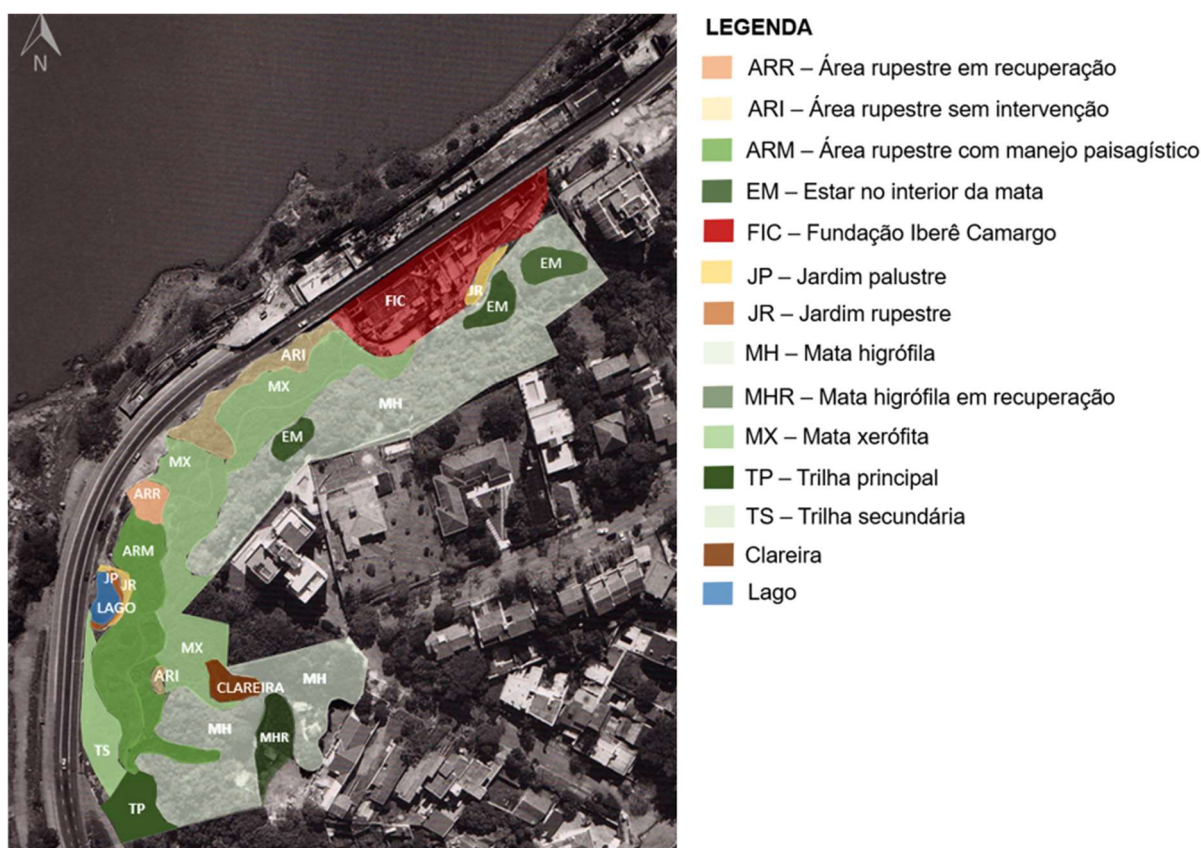 N
LEGENDA
ARR – Área rupestre em recuperação
ARI – Área rupestre sem intervenção
ARM – Área rupestre com manejo paisagístico
EM – Estar no interior da mata
FIC – Fundação Iberê Camargo
JP – Jardim palustre
JR – Jardim rupestre
MH – Mata higrófila
MHR – Mata higrófila em recuperação
MX – Mata xerófita
TP – Trilha principal
TS – Trilha secundária
Clareira
Lago
EM
JR
EM
FIC
ARI
MX
MH
EM
MX
ARR
ARM
JP
JR
LAGO
MX
ARI
CLAREIRA
MH
MH
MHR
TS
TP